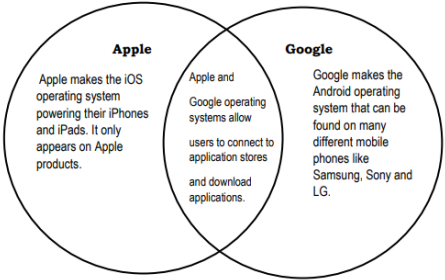 Apple
Apple makes the iOS
operating system
powering their iPhones
and iPads. It only
appears on Apple
products.
Apple and
Google operating
systems allow
users to connect to
application stores
and download
applications.
Google
Google makes the
Android operating
system that can be
found on many
different mobile
phones like
Samsung, Sony and
LG.